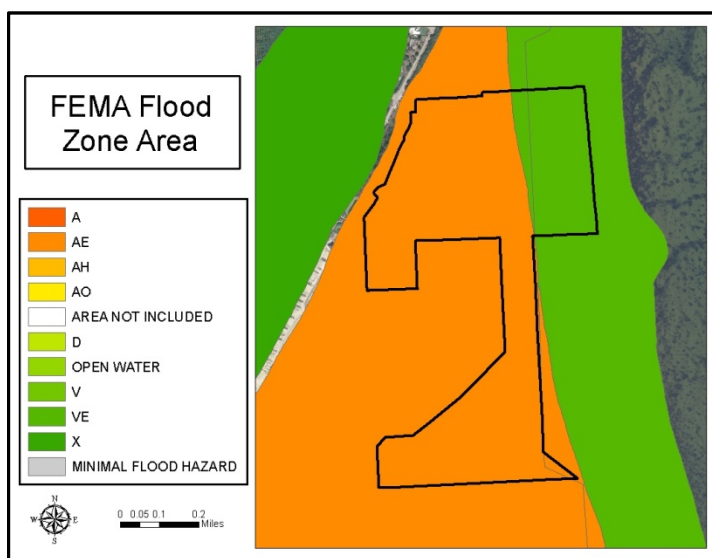 FEMA Flood
Zone Area
A
AE
AH
AO
AREA NOT INCLUDED
D
OPEN WATER
V
VE
X
MINIMAL FLOOD HAZARD
N
W E
S
0 0.05 0.1 0.2
Miles